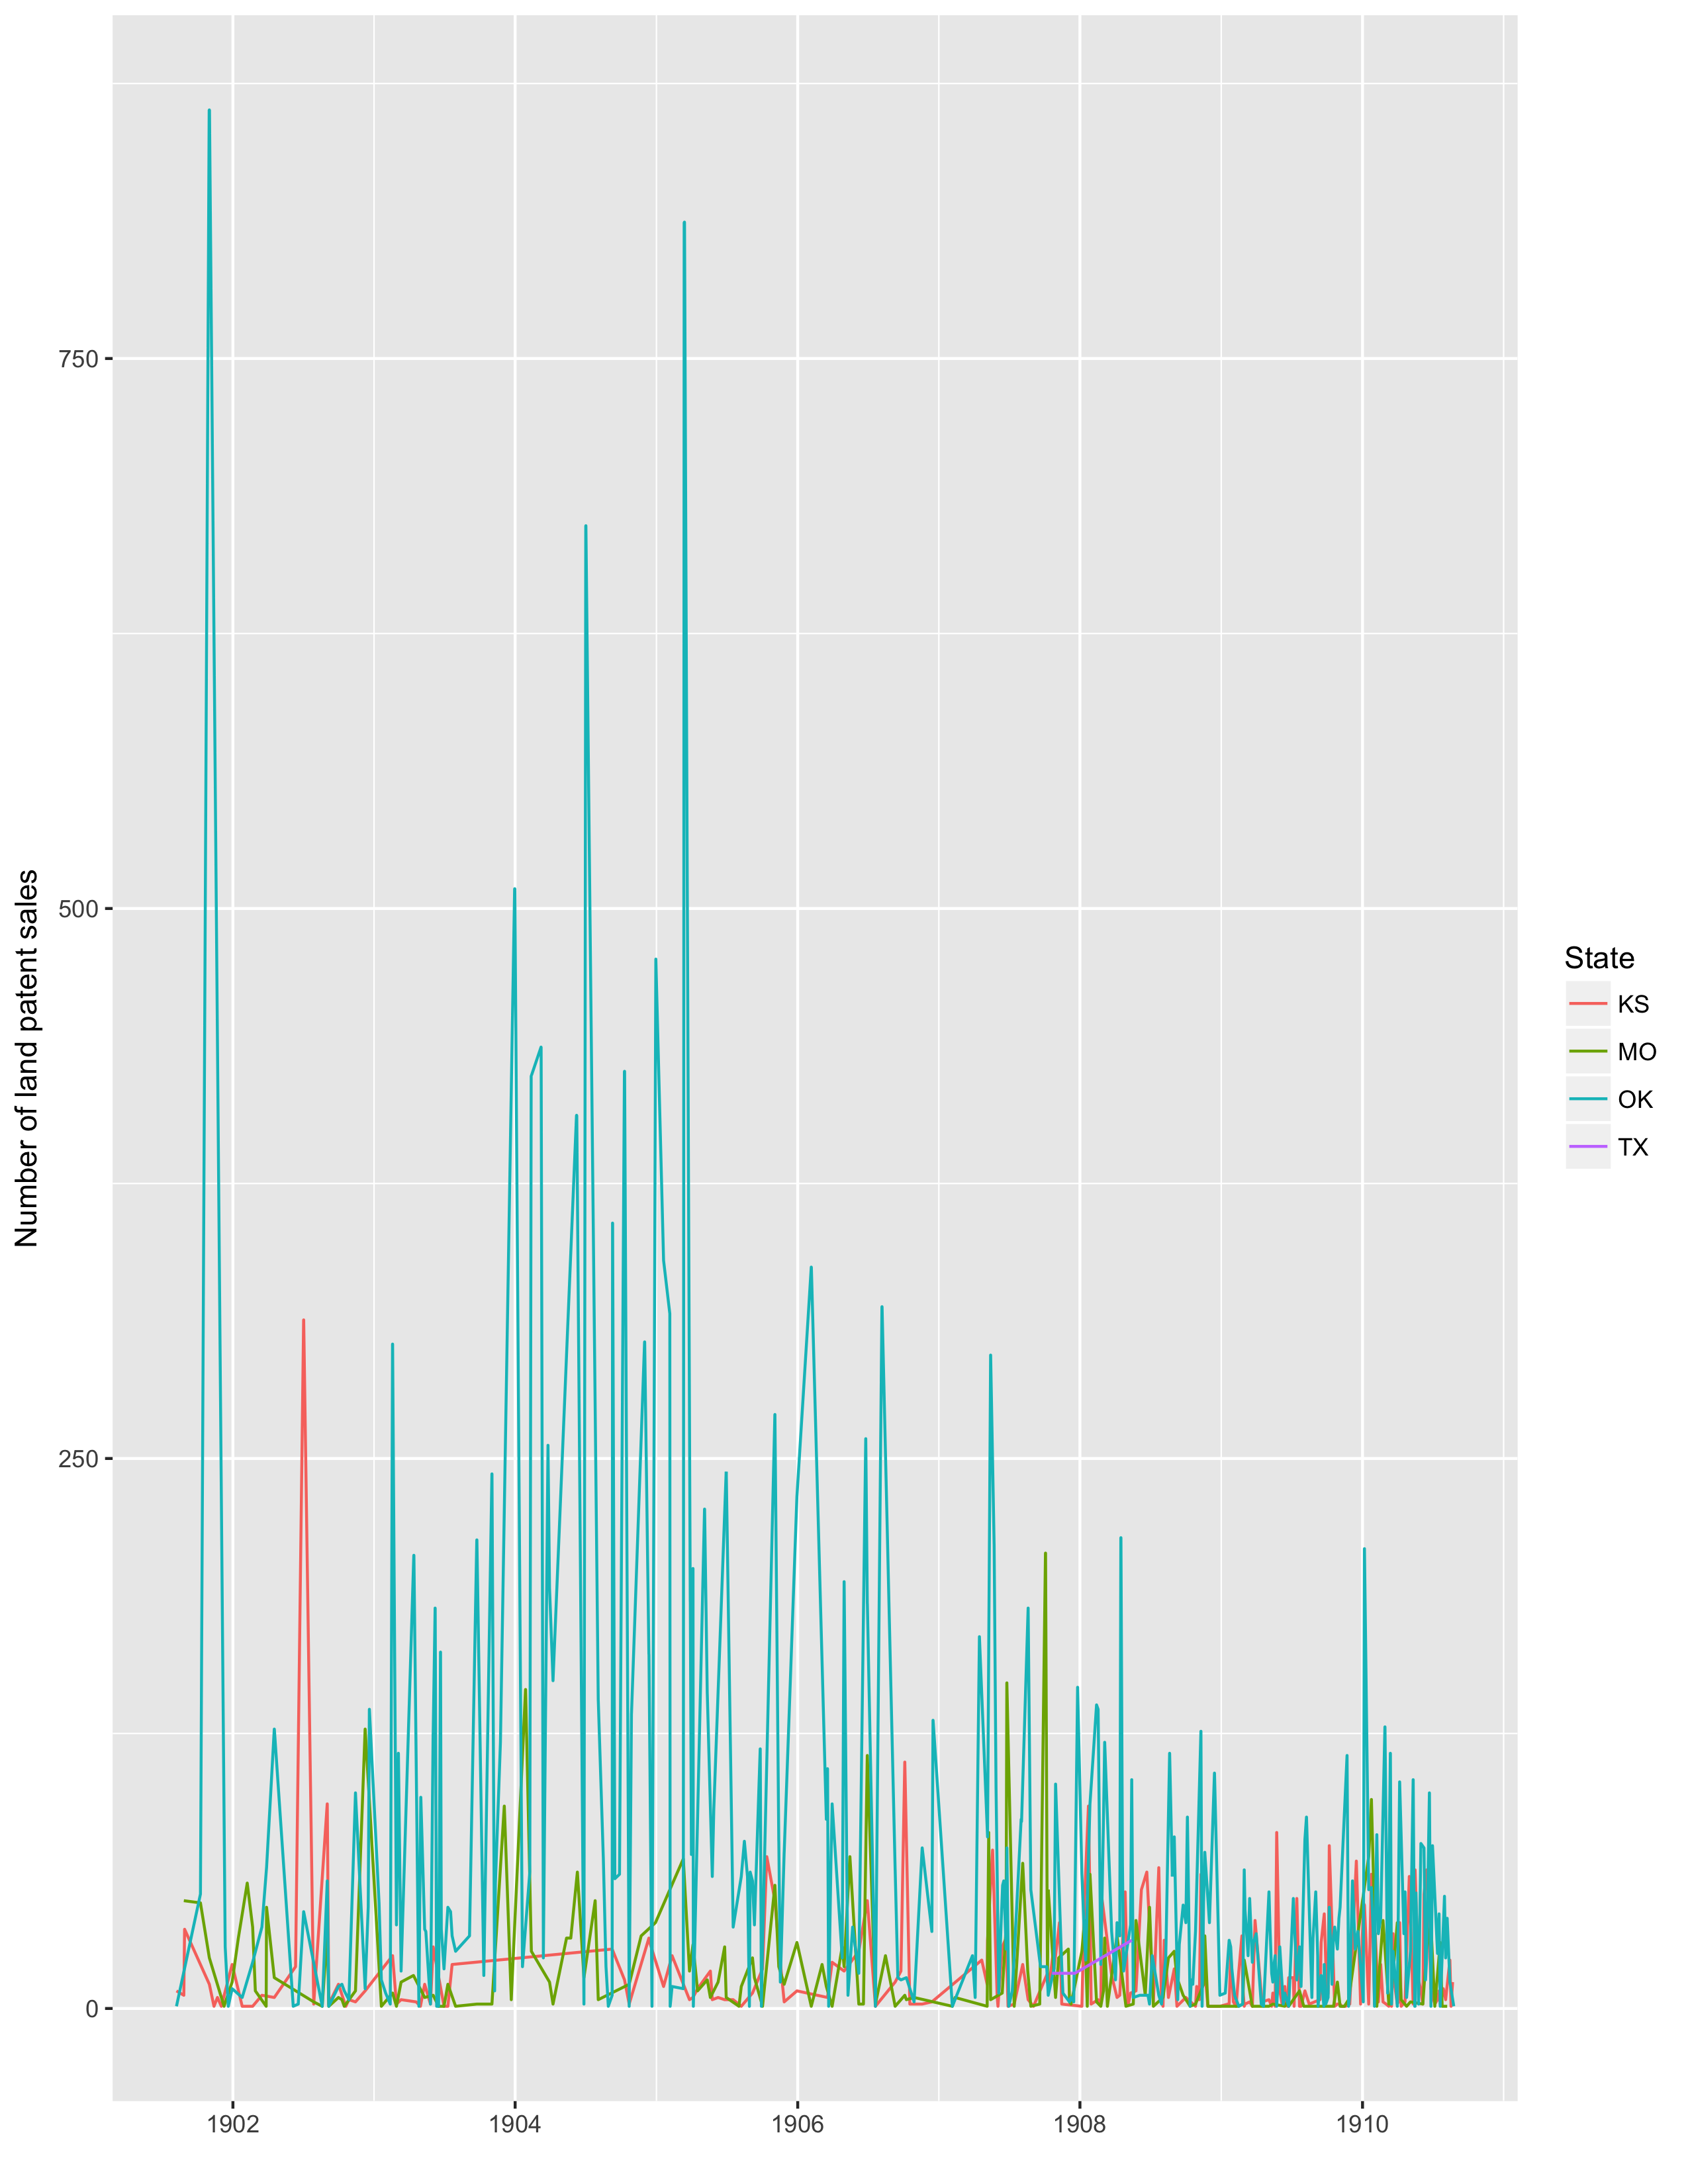 Number of land patent sales
750
500
250
0
1902
1904
1906
1908
1910
State
KS
MO
OK
TX